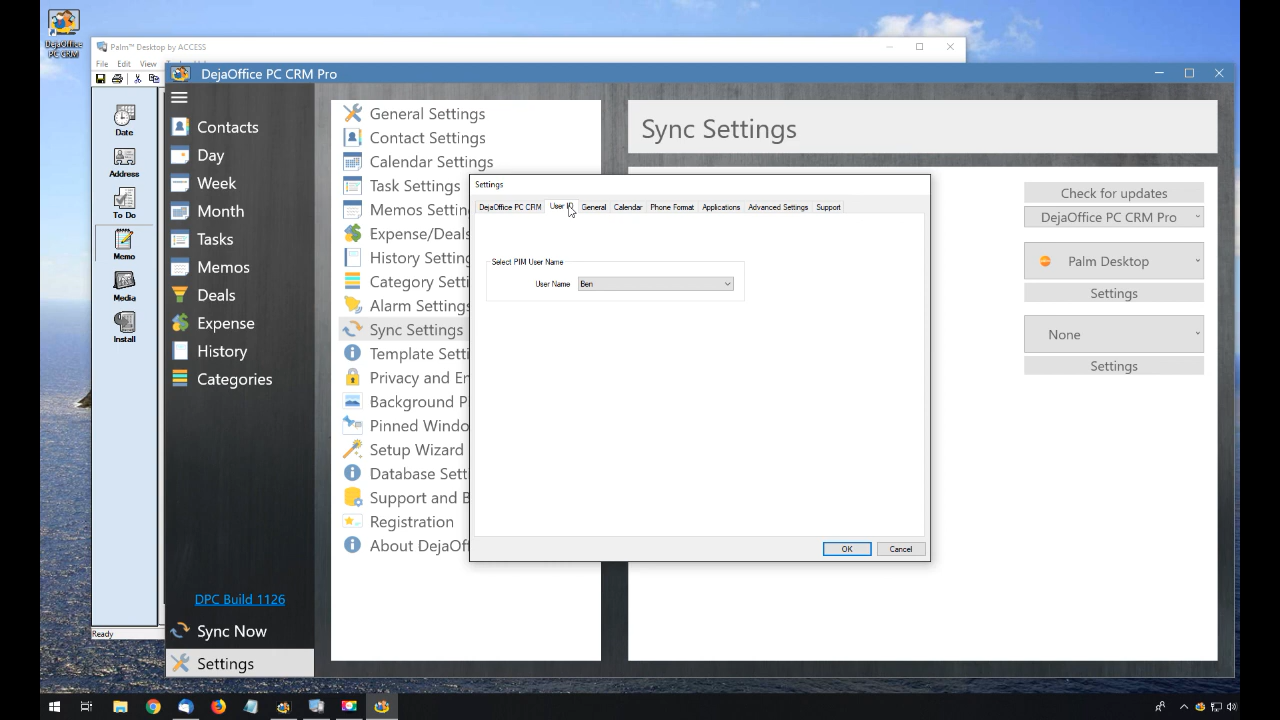 DejaOffice
PC CRM
Palm™ Desktop by ACCESS
File Edit View
DejaOffice PC CRM Pro
Date
Address
To Do
Memo
Media
Install
Ready
Contacts
Day
Week
Month
Tasks
Memos
Deals
Expense
History
Categories
DPC Build 1126
Sync Now
Settings
General Settings
Contact Settings
Calendar Settings
Task Settings
Memos Settin
Expense/Deals
History Setting
Category Setti
Alarm Settings
Sync Settings
Template Setti
Privacy and En
Background P
Pinned Windo
Setup Wizard
Database Sett
Support and B
Registration
About DejaOff
Sync Settings
Check for updates
DejaOffice PC CRM Pro
Palm Desktop
Settings
None
Settings
Settings
DejaOffice PC CRM User ID General Calendar Phone Format Applications Advanced Settings Support
Select PIM User Name
User Name Ben
OK Cancel